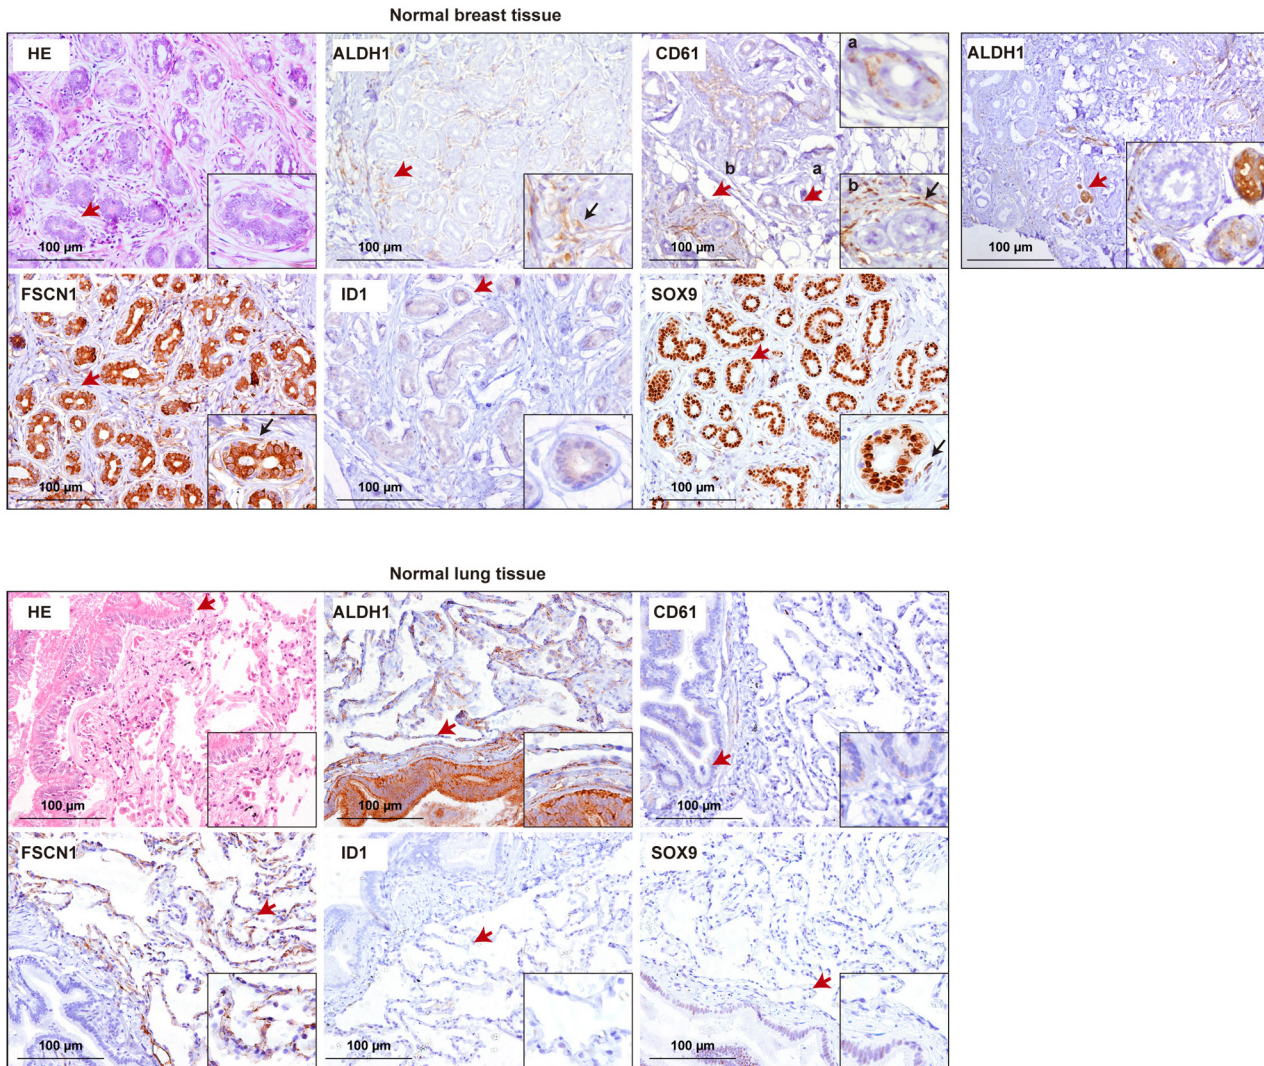 Normal breast tissue
HE
ALDH1
CD61
a
b
a
b
ALDH1
100 µm
100 µm
100 µm
100 µm
FSCN1
ID1
SOX9
100 µm
100 µm
100 µm
Normal lung tissue
HE
ALDH1
CD61
100 µm
100 µm
100 µm
FSCN1
ID1
SOX9
100 µm
100 µm
100 µm